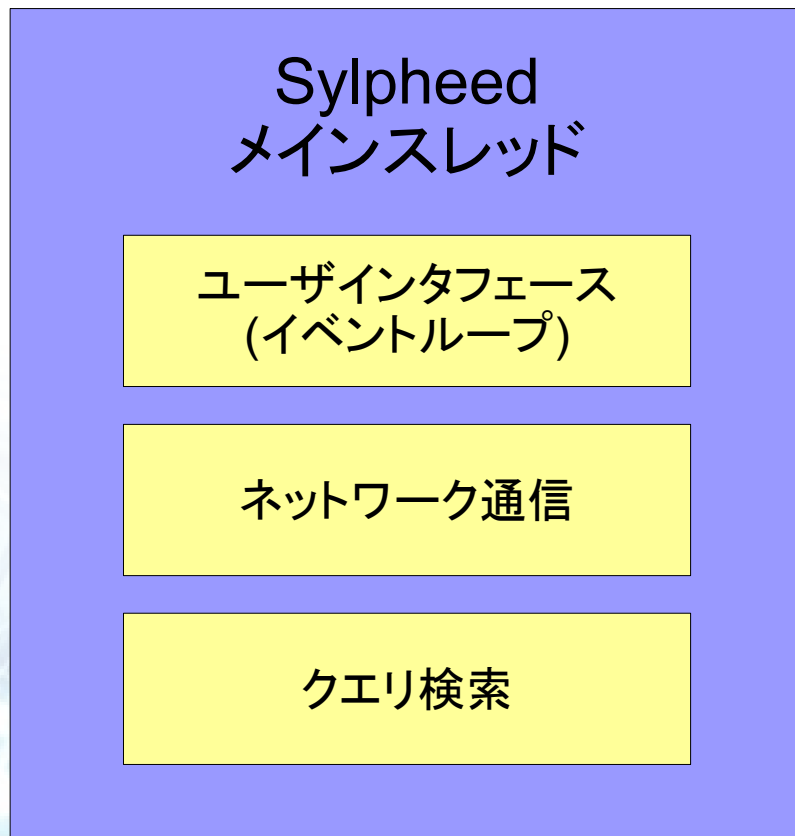 Sylpheed
メインスレッド
ユーザインタフェース
(イベントループ)
ネットワーク通信
クエリ検索